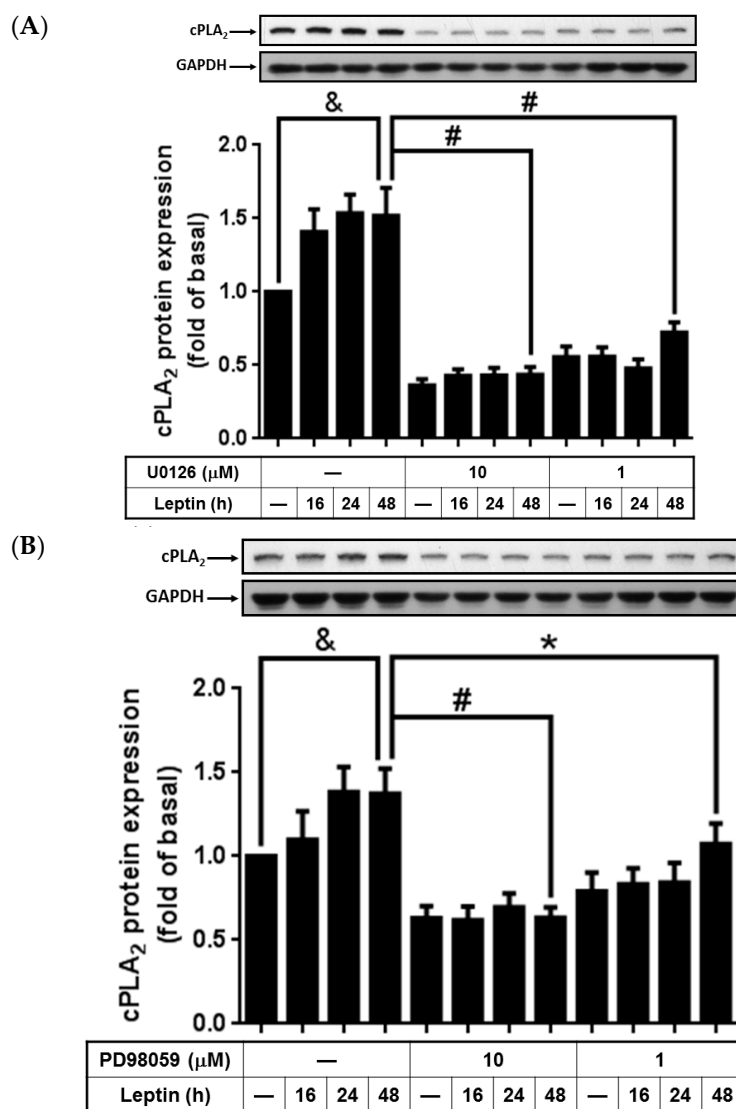 (A)
cPLA₂
GAPDH
&
#
#
2.0
1.5
1.0
0.5
0.0
cPLA₂ protein expression
(fold of basal)
U0126 (μM) — 10 1
Leptin (h) — 16 24 48 — 16 24 48 — 16 24 48
(B)
cPLA₂
GAPDH
&
*
#
2.0
1.5
1.0
0.5
0.0
cPLA₂ protein expression
(fold of basal)
PD98059 (μM) — 10 1
Leptin (h) — 16 24 48 — 16 24 48 — 16 24 48